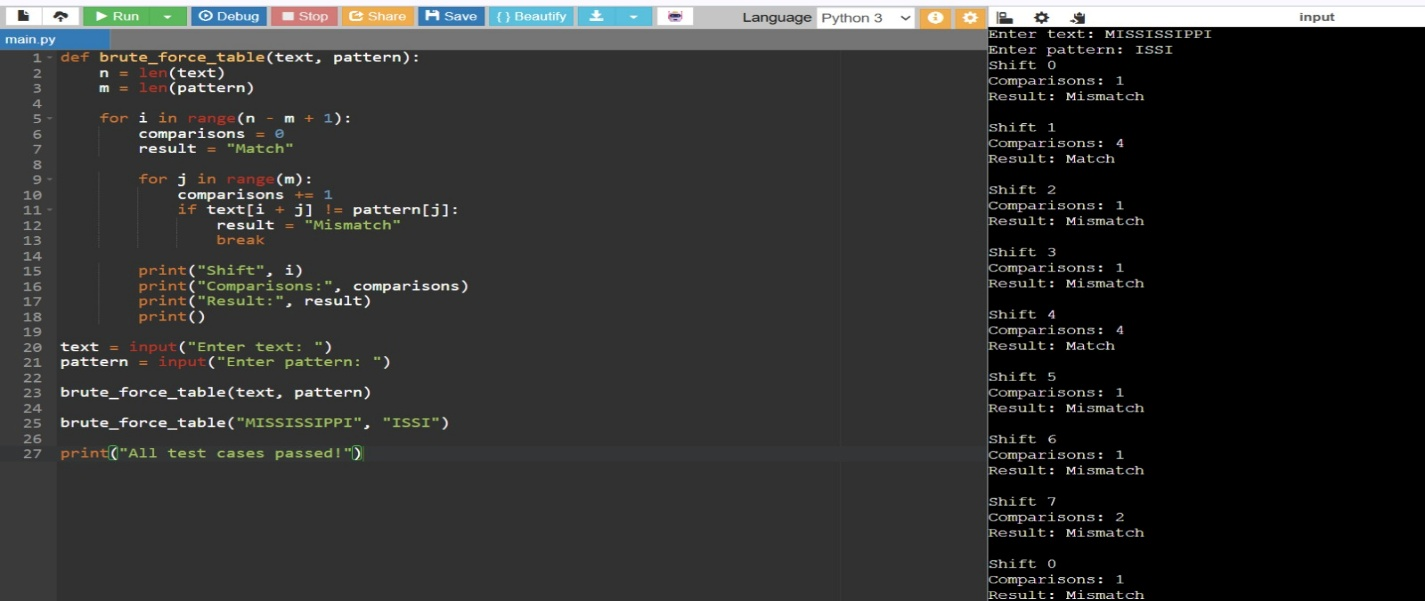 Run Debug Stop Share Save { } Beautify Language Python 3 input
main.py
1 def brute_force_table(text, pattern):
2     n = len(text)
3     m = len(pattern)
4
5     for i in range(n - m + 1):
6         comparisons = 0
7         result = "Match"
8
9         for j in range(m):
10             comparisons += 1
11             if text[i + j] != pattern[j]:
12                 result = "Mismatch"
13                 break
14
15         print("Shift", i)
16         print("Comparisons:", comparisons)
17         print("Result:", result)
18         print()
19
20 text = input("Enter text: ")
21 pattern = input("Enter pattern: ")
22
23 brute_force_table(text, pattern)
24
25 brute_force_table("MISSISSIPPI", "ISSI")
26
27 print("All test cases passed!")
Enter text: MISSISSIPPI
Enter pattern: ISSI
Shift 0
Comparisons: 1
Result: Mismatch

Shift 1
Comparisons: 4
Result: Match

Shift 2
Comparisons: 1
Result: Mismatch

Shift 3
Comparisons: 1
Result: Mismatch

Shift 4
Comparisons: 4
Result: Match

Shift 5
Comparisons: 1
Result: Mismatch

Shift 6
Comparisons: 1
Result: Mismatch

Shift 7
Comparisons: 2
Result: Mismatch

Shift 0
Comparisons: 1
Result: Mismatch